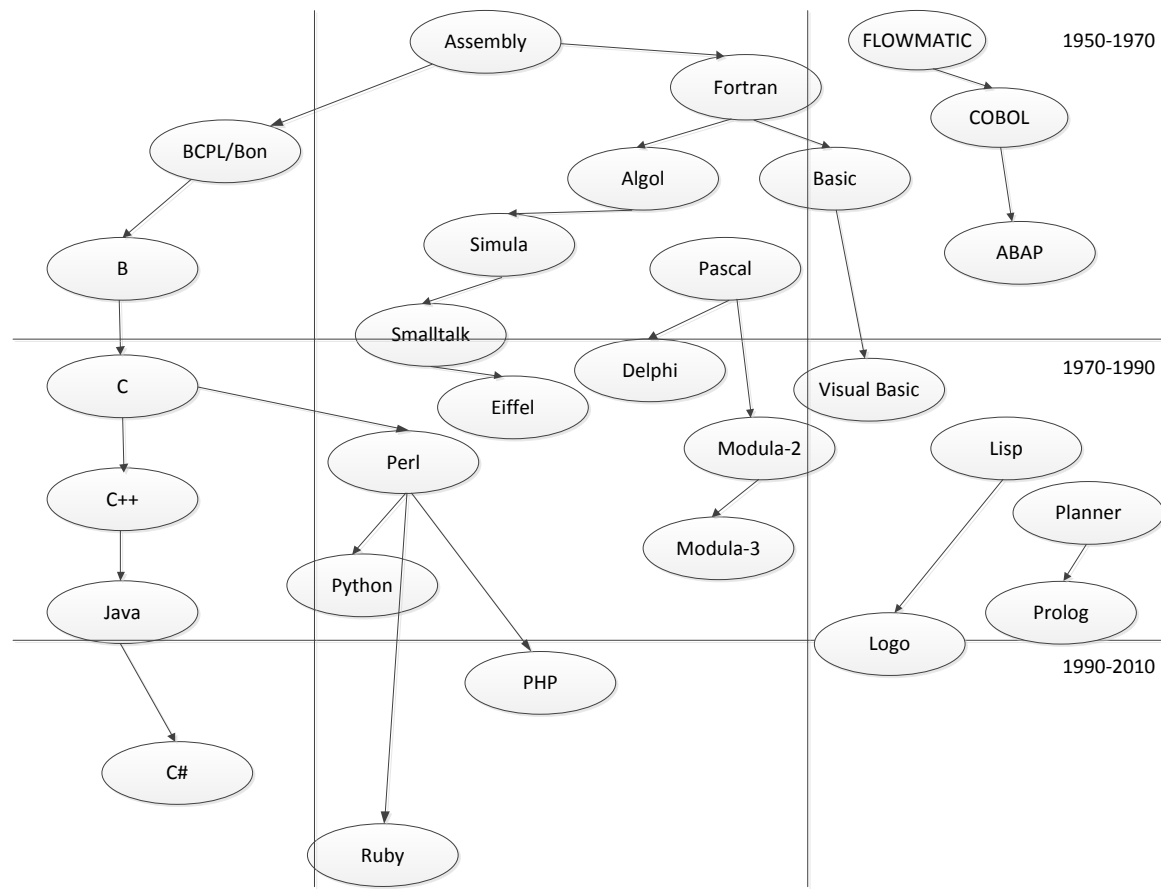 Assembly
FLOWMATIC
1950-1970
Fortran
COBOL
BCPL/Bon
Algol
Basic
Simula
ABAP
B
Pascal
Smalltalk
1970-1990
Delphi
C
Visual Basic
Eiffel
Perl
Modula-2
Lisp
C++
Planner
Modula-3
Python
Java
Prolog
Logo
1990-2010
PHP
C#
Ruby